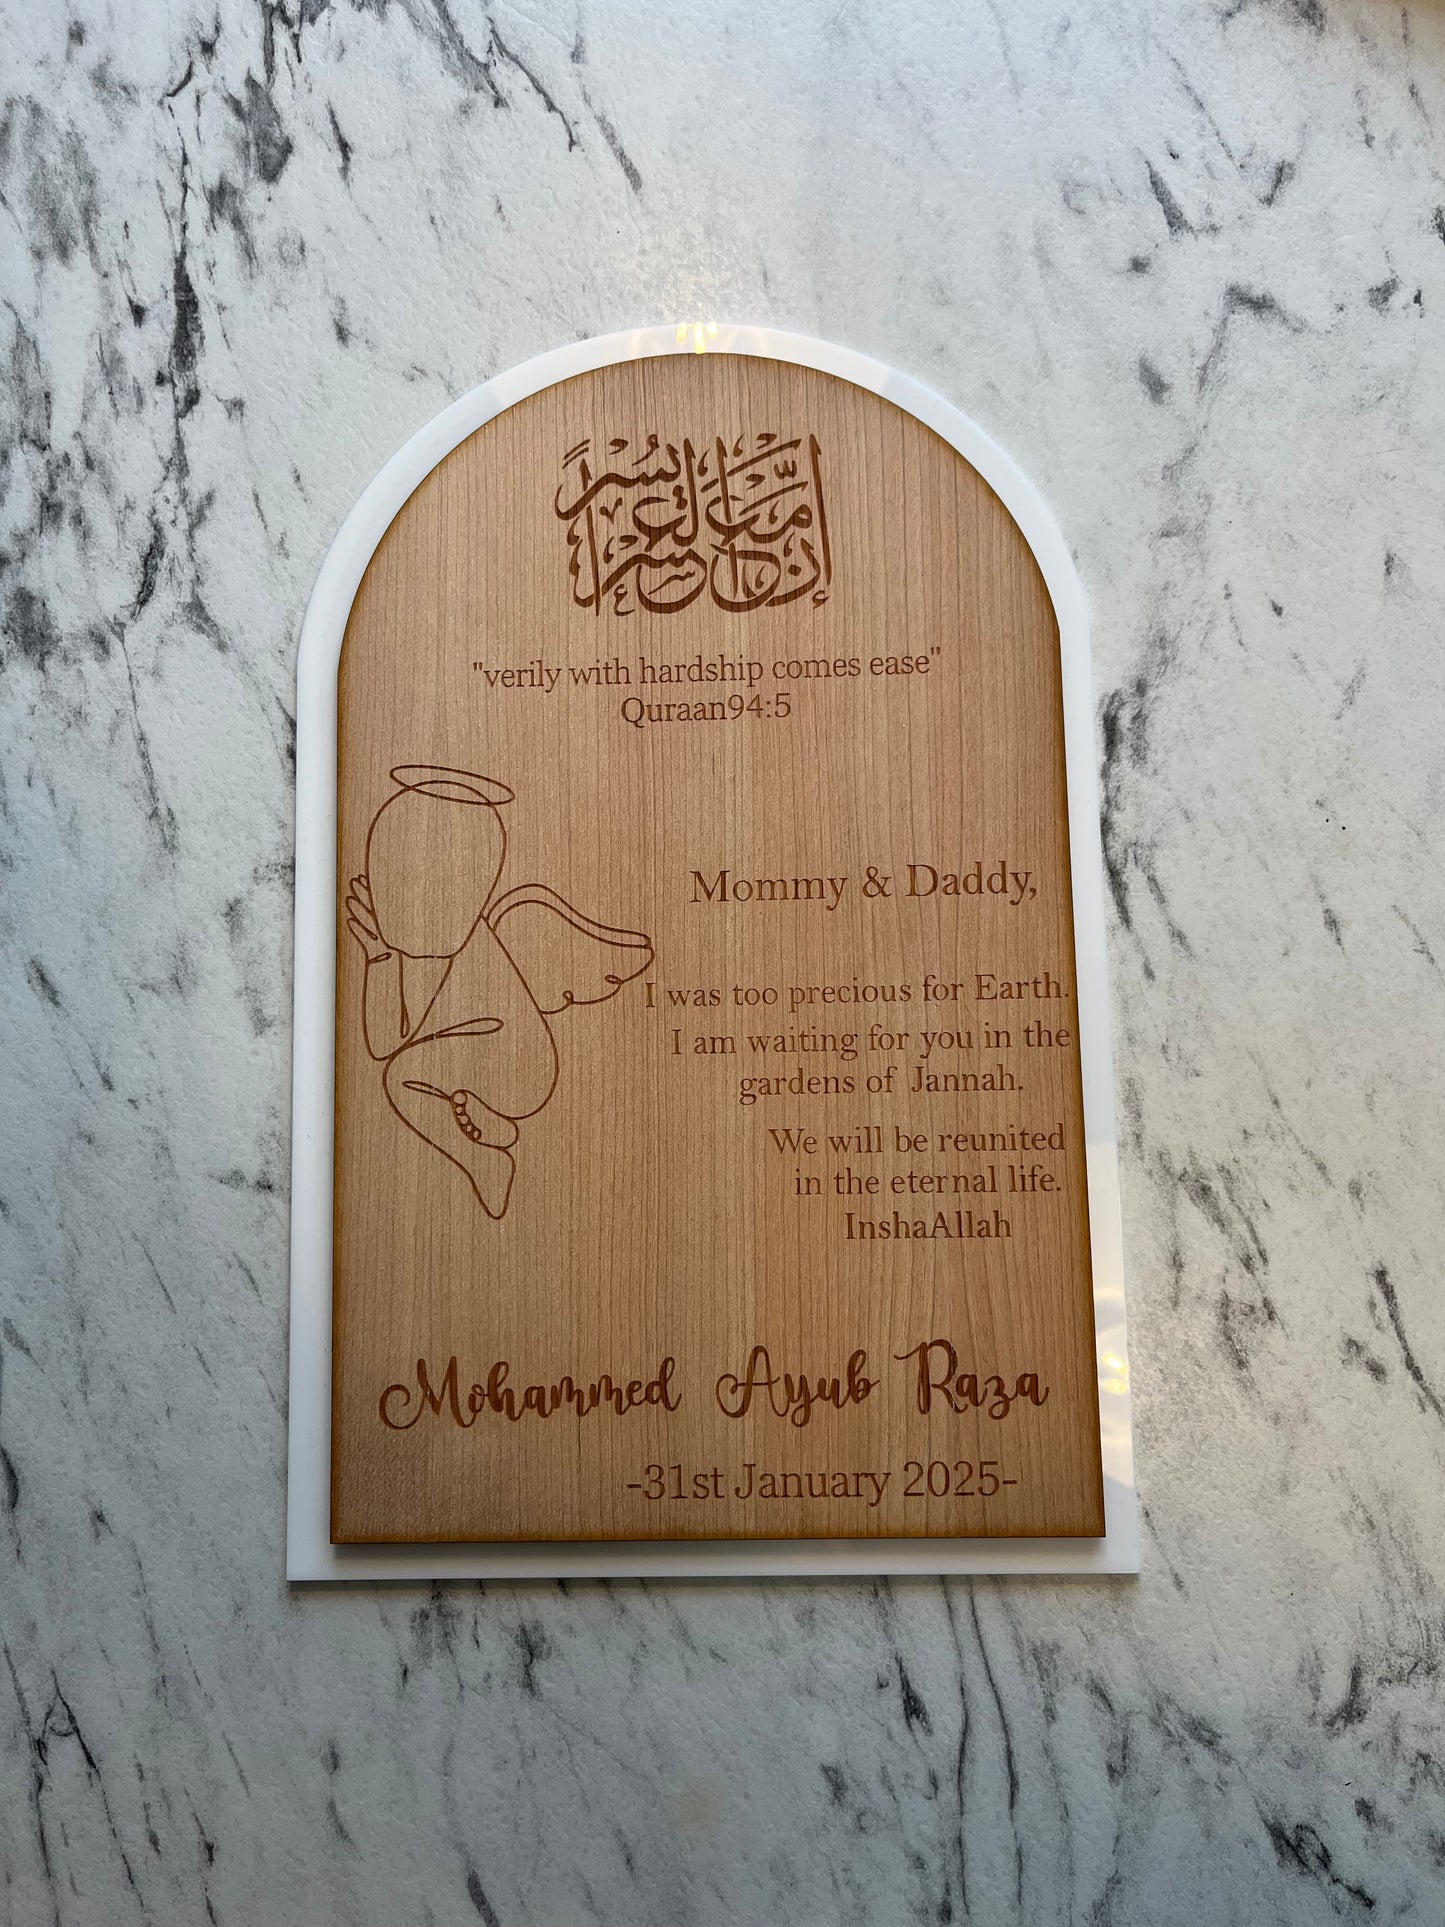 إن مع العسر يسرا
"verily with hardship comes ease"
Quraan94:5
Mommy & Daddy,
I was too precious for Earth.
I am waiting for you in the
gardens of Jannah.
We will be reunited
in the eternal life.
InshaAllah
Mohammed Ayub Raza
-31st January 2025-